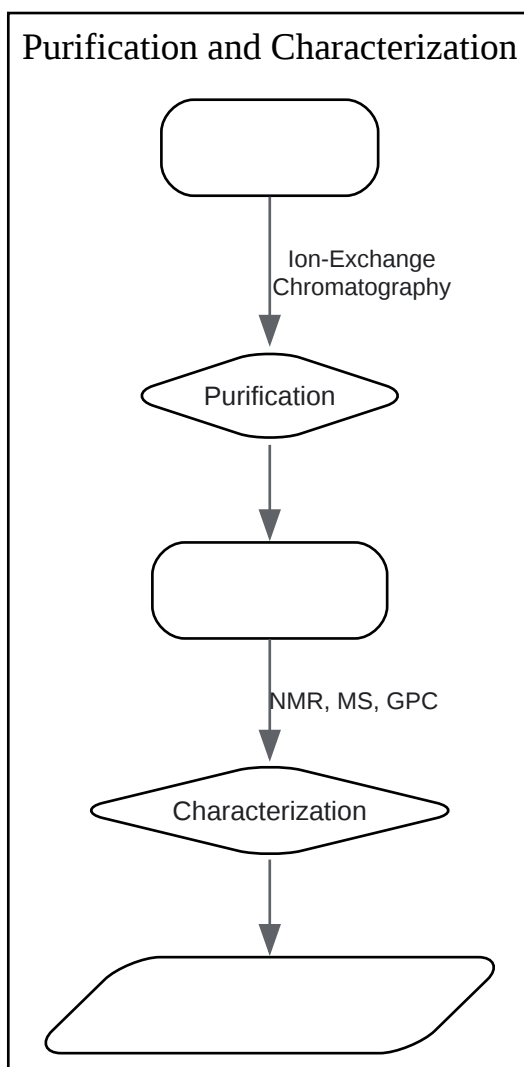 Purification and Characterization
Ion-Exchange
Chromatography
Purification
NMR, MS, GPC
Characterization